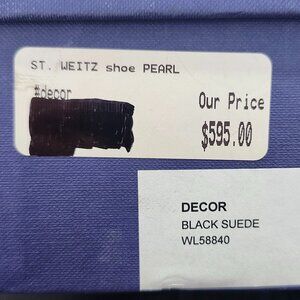 ST. WEITZ shoe PEARL
#decor
Our Price
$595.00
DECOR
BLACK SUEDE
WL58840